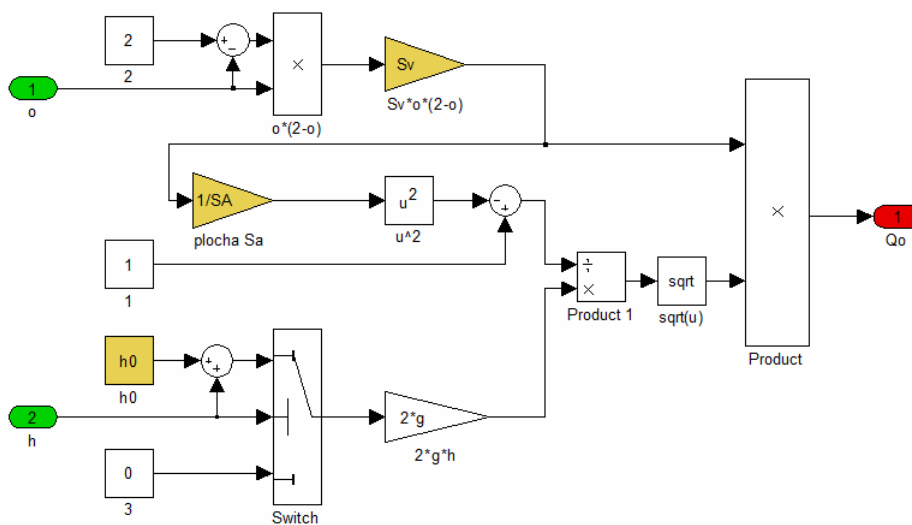 2
2
+
−
1
o
×
o*(2-o)
Sv
Sv*o*(2-o)
1/SA
plocha Sa
u²
u^2
−
+
1
1
÷
×
Product 1
sqrt
sqrt(u)
×
Product
1
Qo
h0
h0
+
+
2
h
0
3
Switch
2*g
2*g*h